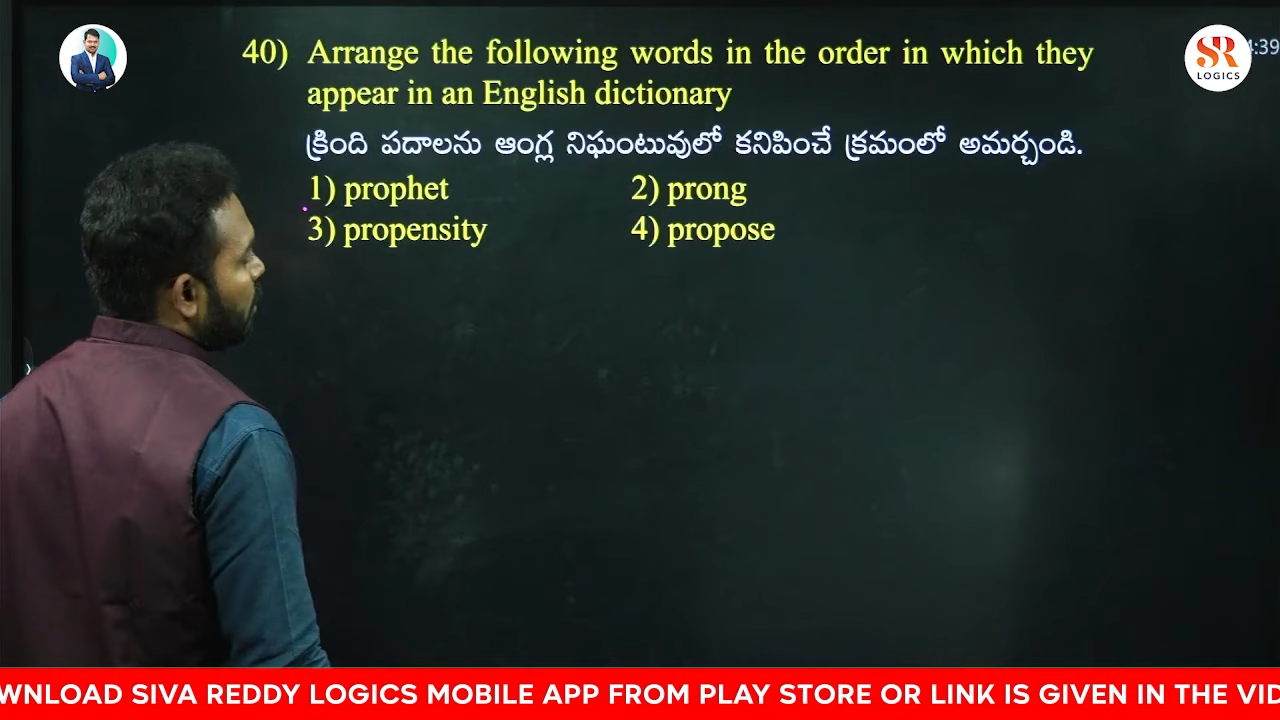 SR
LOGICS
:39
40) Arrange the following words in the order in which they
appear in an English dictionary
క్రింది పదాలను ఆంగ్ల నిఘంటువులో కనిపించే క్రమంలో అమర్చండి.
1) prophet 2) prong
3) propensity 4) propose
WNLOAD SIVA REDDY LOGICS MOBILE APP FROM PLAY STORE OR LINK IS GIVEN IN THE VID